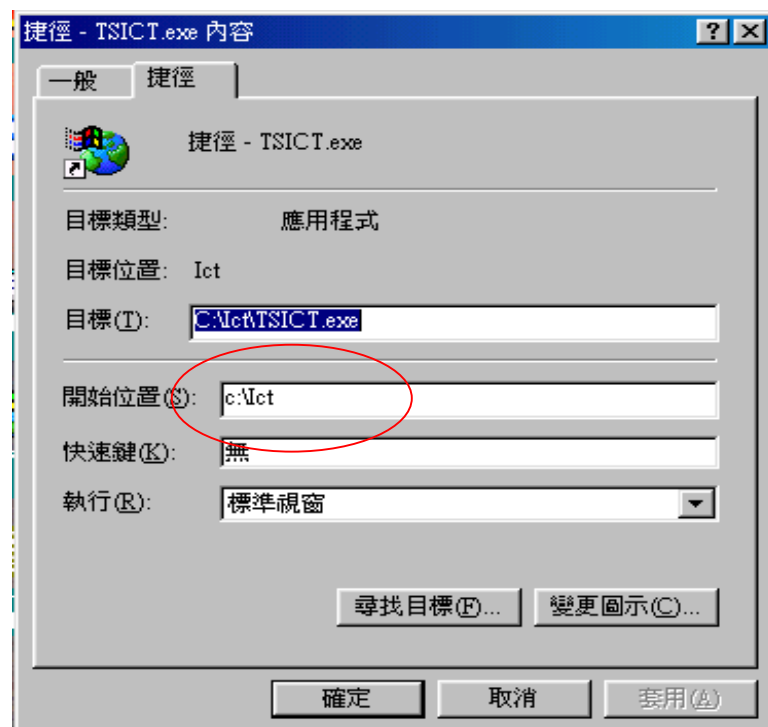 捷徑 - TSICT.exe 內容
一般 捷徑
捷徑 - TSICT.exe
目標類型: 應用程式
目標位置: Ict
目標(T): C:\Ict\TSICT.exe
開始位置(S): c:\Ict
快速鍵(K): 無
執行(R): 標準視窗
尋找目標(F)... 變更圖示(C)...
確定 取消 套用(A)